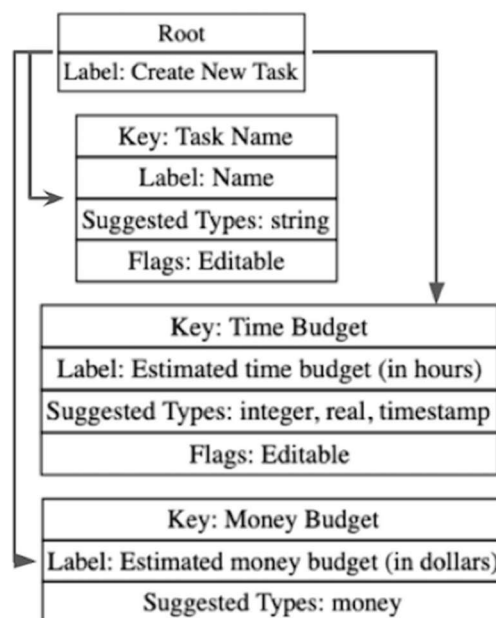 Root
Label: Create New Task
Key: Task Name
Label: Name
Suggested Types: string
Flags: Editable
Key: Time Budget
Label: Estimated time budget (in hours)
Suggested Types: integer, real, timestamp
Flags: Editable
Key: Money Budget
Label: Estimated money budget (in dollars)
Suggested Types: money